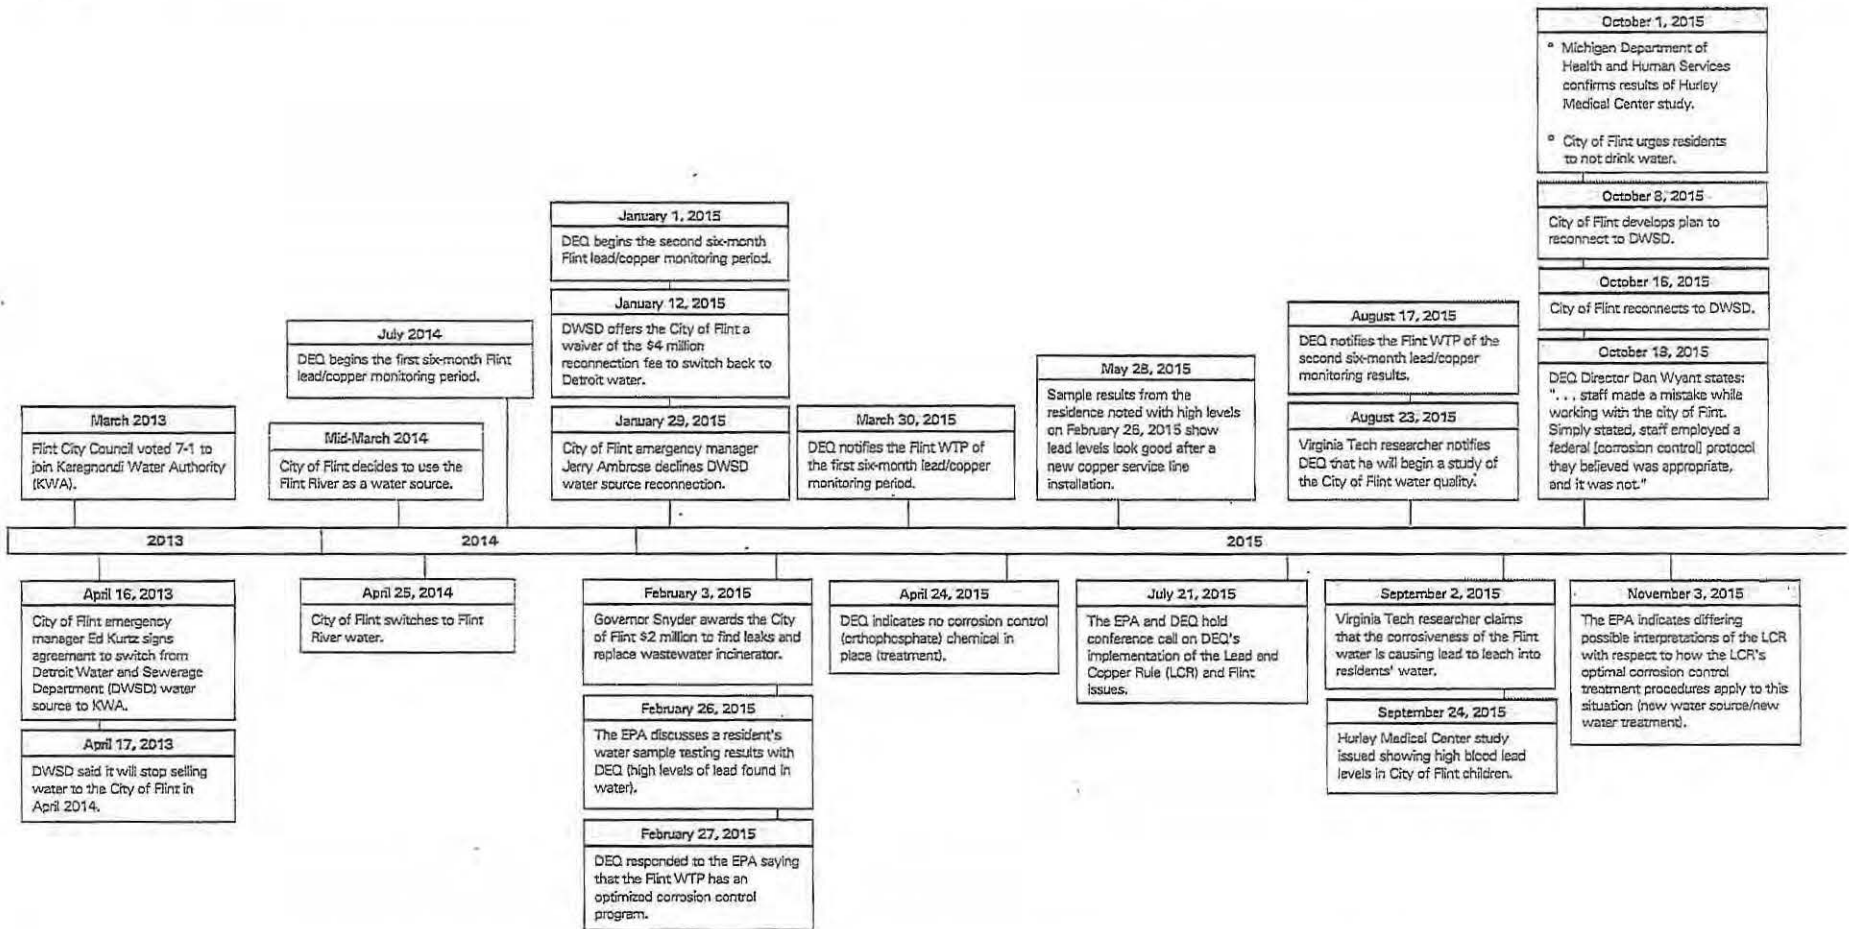 October 1, 2015
Michigan Department of
Health and Human Services
confirms results of Hurley
Medical Center study.
City of Flint urges residents
to not drink water.
October 8, 2015
City of Flint develops plan to
reconnect to DWSD.
October 16, 2015
City of Flint reconnects to DWSD.
October 18, 2015
DEQ Director Dan Wyant states:
". . . staff made a mistake while
working with the city of Flint.
Simply stated, staff employed a
federal [corrosion control] protocol
they believed was appropriate,
and it was not."
January 1, 2015
DEQ begins the second six-month
Flint lead/copper monitoring period.
January 12, 2015
DWSD offers the City of Flint a
waiver of the $4 million
reconnection fee to switch back to
Detroit water.
January 29, 2015
City of Flint emergency manager
Jerry Ambrose declines DWSD
water source reconnection.
July 2014
DEQ begins the first six-month Flint
lead/copper monitoring period.
March 2013
Flint City Council voted 7-1 to
join Karegnondi Water Authority
(KWA).
Mid-March 2014
City of Flint decides to use the
Flint River as a water source.
March 30, 2015
DEQ notifies the Flint WTP of
the first six-month lead/copper
monitoring period.
May 28, 2015
Sample results from the
residence noted with high levels
on February 26, 2015 show
lead levels look good after a
new copper service line
installation.
August 17, 2015
DEQ notifies the Flint WTP of the
second six-month lead/copper
monitoring results.
August 23, 2015
Virginia Tech researcher notifies
DEQ that he will begin a study of
the City of Flint water quality.
2013
2014
2015
April 16, 2013
City of Flint emergency
manager Ed Kurtz signs
agreement to switch from
Detroit Water and Sewerage
Department (DWSD) water
source to KWA.
April 17, 2013
DWSD said it will stop selling
water to the City of Flint in
April 2014.
April 25, 2014
City of Flint switches to Flint
River water.
February 3, 2015
Governor Snyder awards the City
of Flint $2 million to find leaks and
replace wastewater incinerator.
February 26, 2015
The EPA discusses a resident's
water sample testing results with
DEQ (high levels of lead found in
water).
February 27, 2015
DEQ responded to the EPA saying
that the Flint WTP has an
optimized corrosion control
program.
April 24, 2015
DEQ indicates no corrosion control
(orthophosphate) chemical in
place (treatment).
July 21, 2015
The EPA and DEQ hold
conference call on DEQ's
implementation of the Lead and
Copper Rule (LCR) and Flint
issues.
September 2, 2015
Virginia Tech researcher claims
that the corrosiveness of the Flint
water is causing lead to leach into
residents' water.
September 24, 2015
Hurley Medical Center study
issued showing high blood lead
levels in City of Flint children.
November 3, 2015
The EPA indicates differing
possible interpretations of the LCR
with respect to how the LCR's
optimal corrosion control
treatment procedures apply to this
situation (new water source/new
water treatment).